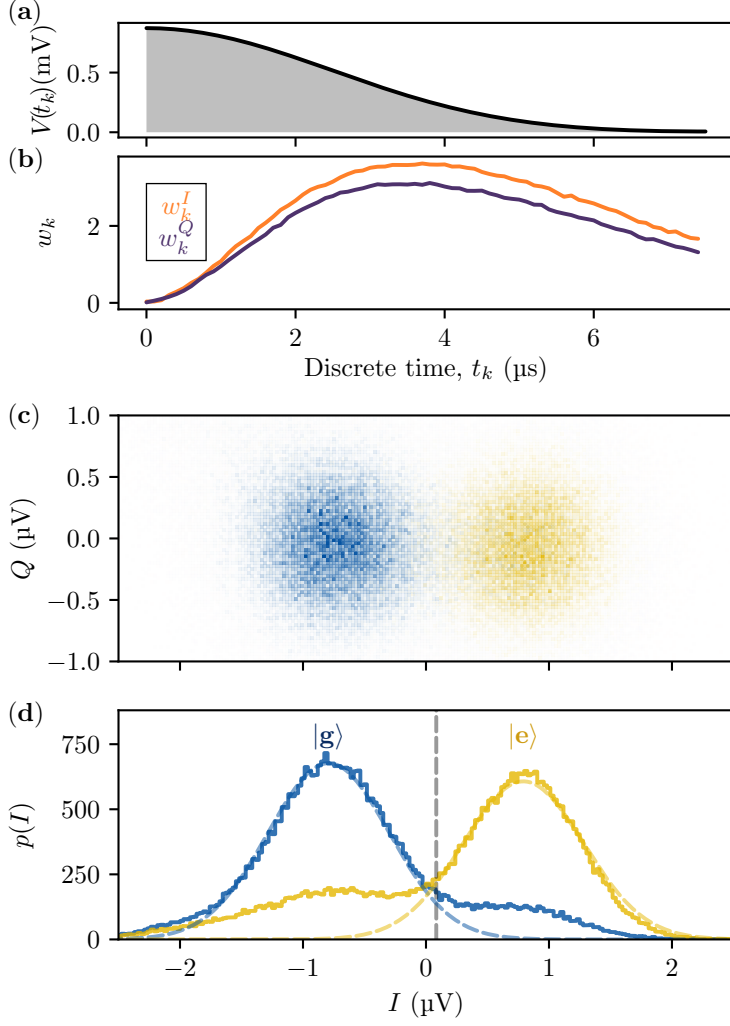 (a)
V(t_k)(mV)
0.5
0.0
(b)
w_k
2
0
w_k^I
w_k^Q
0 2 4 6
Discrete time, t_k (µs)
(c)
Q (µV)
1.0
0.5
0.0
−0.5
−1.0
(d)
p(I)
750
500
250
0
|g⟩ |e⟩
−2 −1 0 1 2
I (µV)